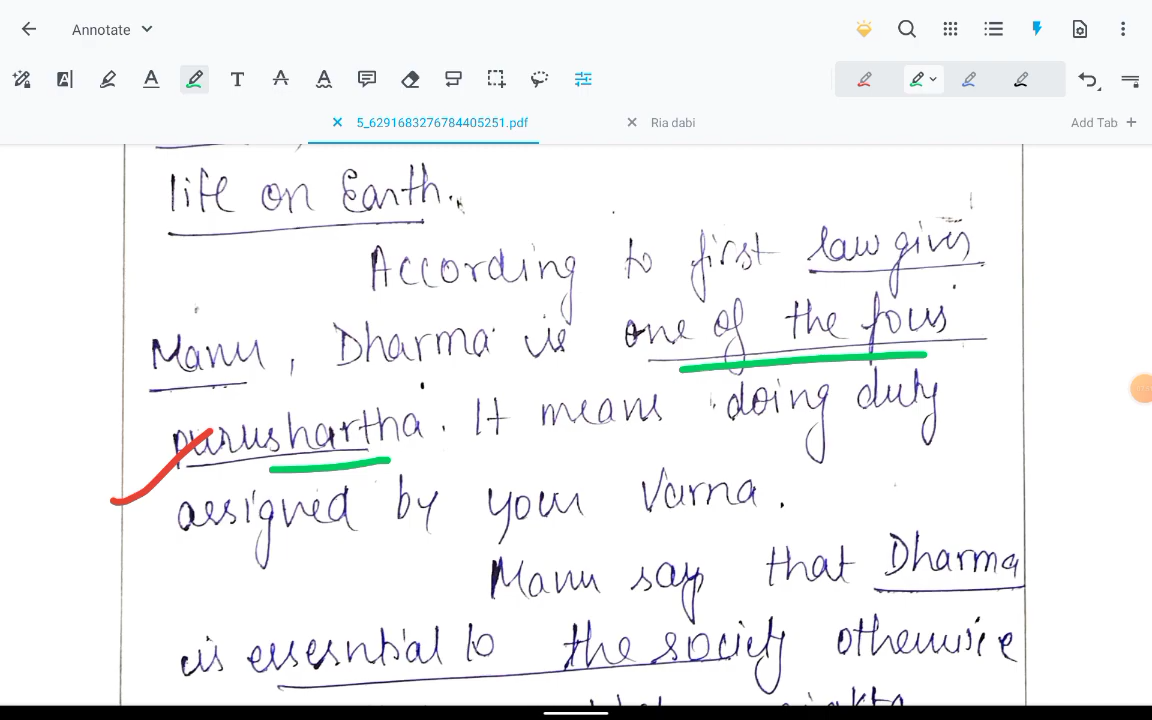 Annotate
5_6291683276784405251.pdf
Ria dabi
Add Tab +
life on Earth.
According to first law giver
Manu, Dharma is one of the four
purushartha. It means doing duty
assigned by your Varna.
Manu say that Dharma
is essesntial to the society otherwise